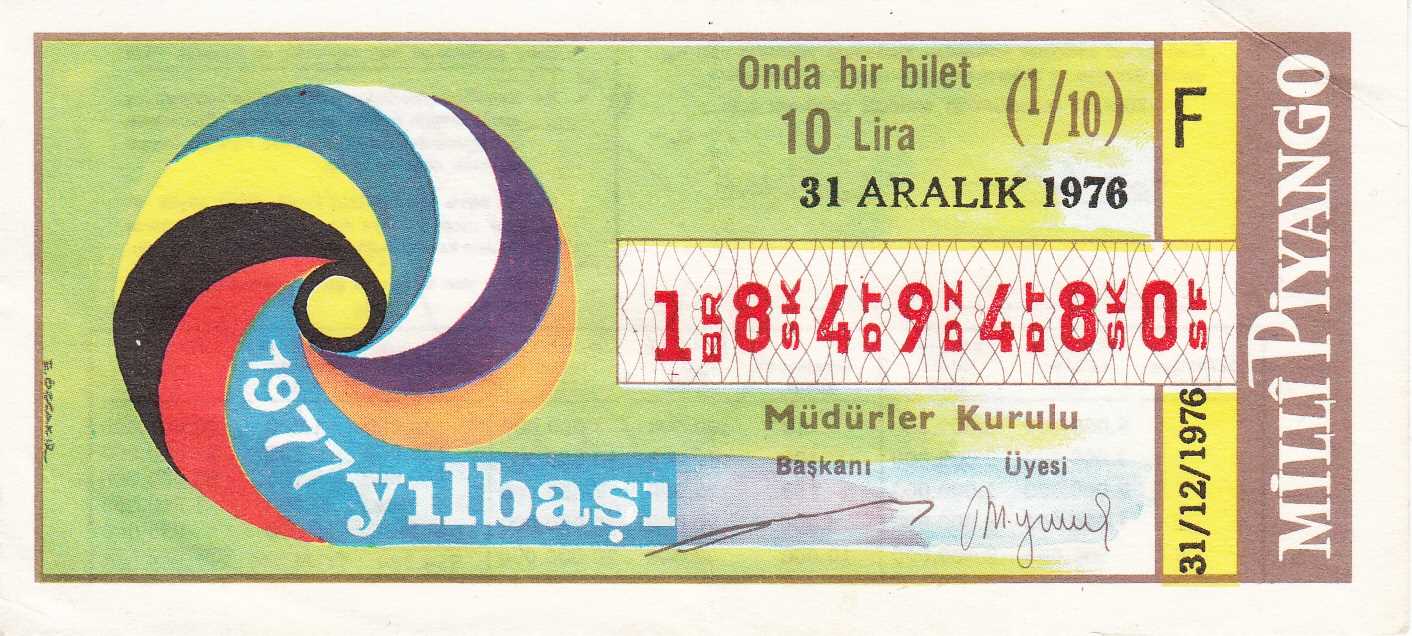 Onda bir bilet (1/10)
10 Lira
31 ARALIK 1976
F
1 BR 8 SK 4 DT 9 DZ 4 DT 8 SK 0 SF
Müdürler Kurulu
Başkanı Üyesi
1977
yılbaşı
31/12/1976
MİLLÎ PİYANGO